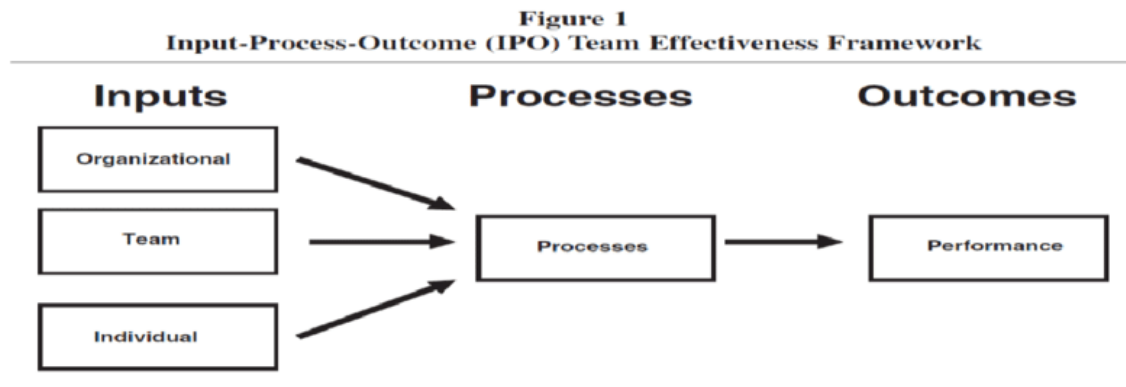 Figure 1
Input-Process-Outcome (IPO) Team Effectiveness Framework
Inputs
Processes
Outcomes
Organizational
Team
Individual
Processes
Performance